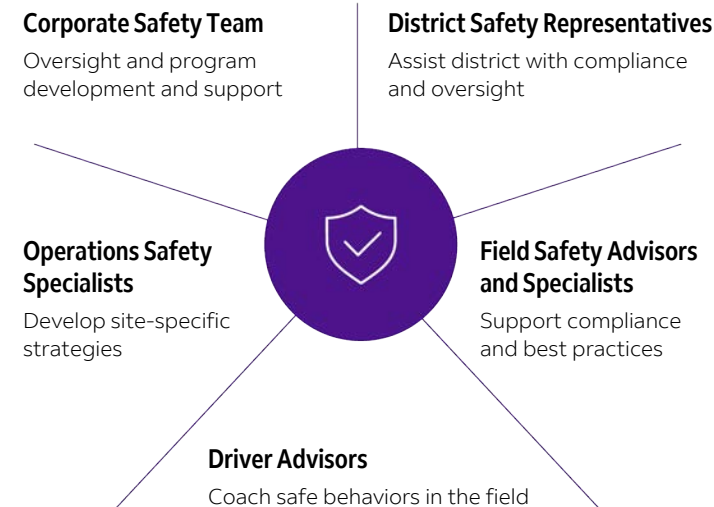 Corporate Safety Team
Oversight and program
development and support
District Safety Representatives
Assist district with compliance
and oversight
Operations Safety
Specialists
Develop site-specific
strategies
Field Safety Advisors
and Specialists
Support compliance
and best practices
Driver Advisors
Coach safe behaviors in the field